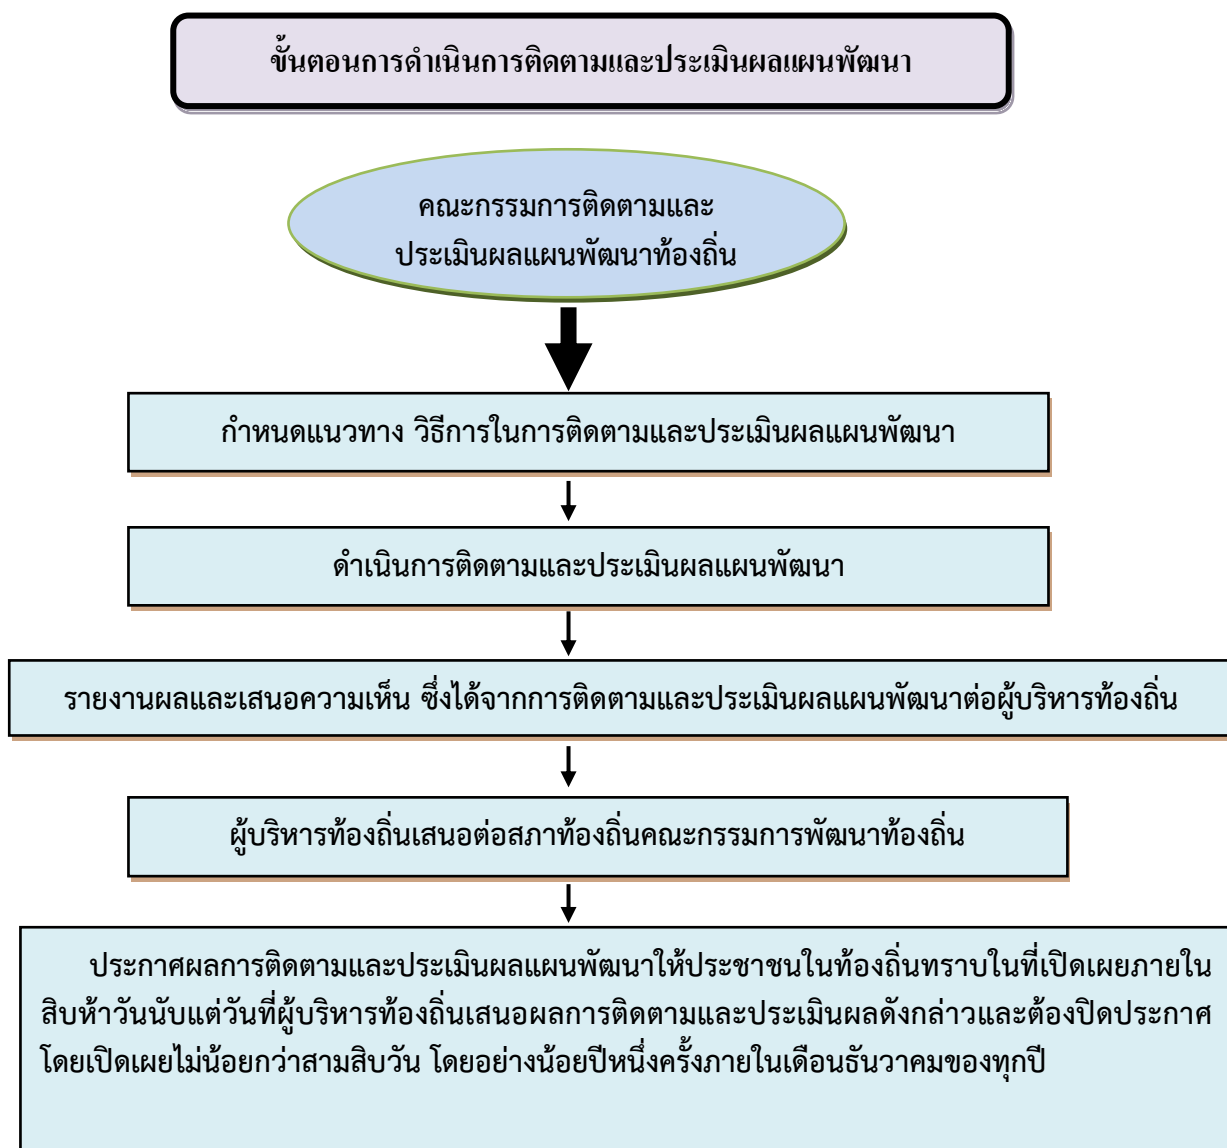 ขั้นตอนการดำเนินการติดตามและประเมินผลแผนพัฒนา
คณะกรรมการติดตามและ
ประเมินผลแผนพัฒนาท้องถิ่น
กำหนดแนวทาง วิธีการในการติดตามและประเมินผลแผนพัฒนา
ดำเนินการติดตามและประเมินผลแผนพัฒนา
รายงานผลและเสนอความเห็น ซึ่งได้จากการติดตามและประเมินผลแผนพัฒนาต่อผู้บริหารท้องถิ่น
ผู้บริหารท้องถิ่นเสนอต่อสภาท้องถิ่นคณะกรรมการพัฒนาท้องถิ่น
ประกาศผลการติดตามและประเมินผลแผนพัฒนาให้ประชาชนในท้องถิ่นทราบในที่เปิดเผยภายใน
สิบห้าวันนับแต่วันที่ผู้บริหารท้องถิ่นเสนอผลการติดตามและประเมินผลดังกล่าวและต้องปิดประกาศ
โดยเปิดเผยไม่น้อยกว่าสามสิบวัน โดยอย่างน้อยปีหนึ่งครั้งภายในเดือนธันวาคมของทุกปี